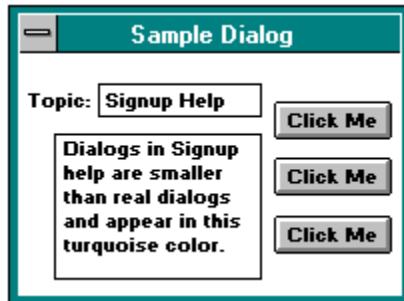 Sample Dialog
Topic: Signup Help
Click Me
Dialogs in Signup
help are smaller
than real dialogs
and appear in this
turquoise color.
Click Me
Click Me